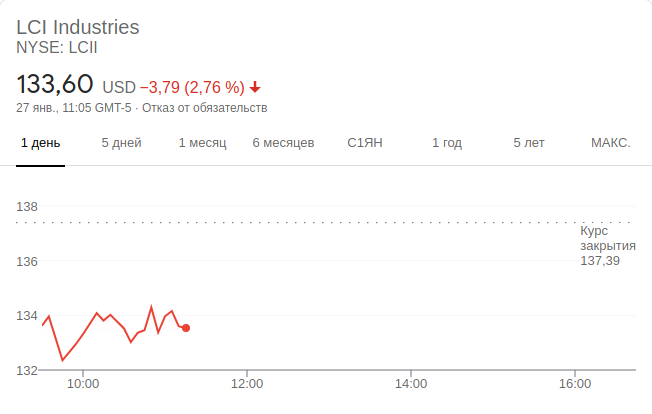 LCI Industries
NYSE: LCII
133,60 USD −3,79 (2,76 %)
27 янв., 11:05 GMT-5 · Отказ от обязательств
1 день 5 дней 1 месяц 6 месяцев С1ЯН 1 год 5 лет МАКС.
138
Курс
закрытия
137,39
136
134
132
10:00 12:00 14:00 16:00